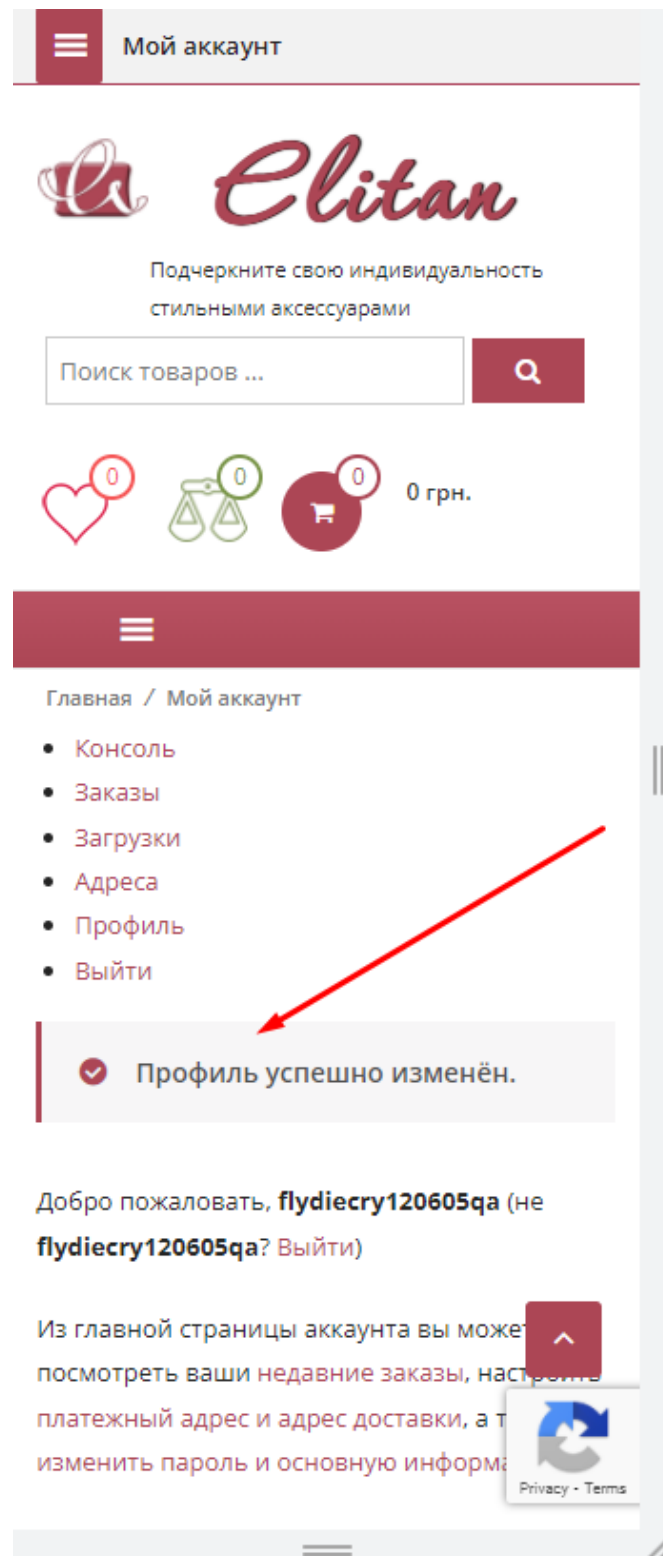 Мой аккаунт
Elitan
Подчеркните свою индивидуальность
стильными аксессуарами
Поиск товаров ...
0
0
0
0 грн.
Главная / Мой аккаунт
Консоль
Заказы
Загрузки
Адреса
Профиль
Выйти
Профиль успешно изменён.
Добро пожаловать, flydiecry120605qa (не
flydiecry120605qa? Выйти)
Из главной страницы аккаунта вы может
посмотреть ваши недавние заказы, настроить
платежный адрес и адрес доставки, а т
изменить пароль и основную информа
Privacy - Terms